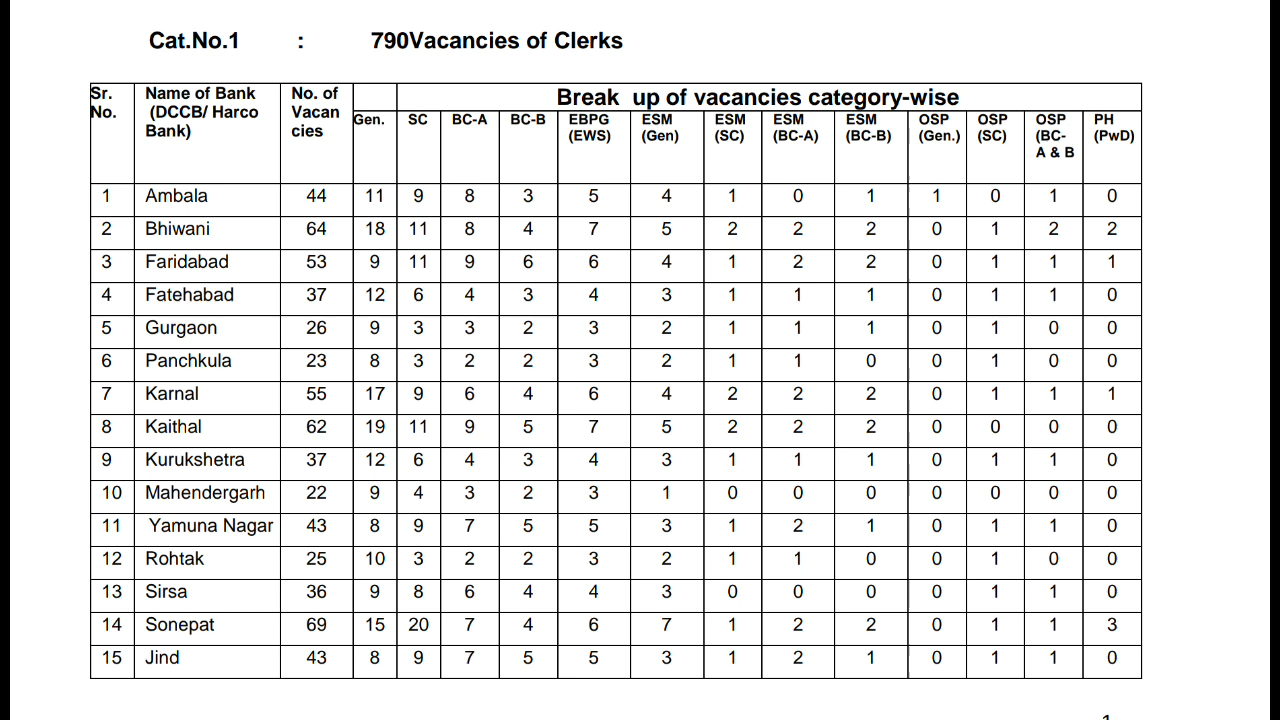 Cat.No.1 : 790Vacancies of Clerks
Sr. No. Name of Bank (DCCB/ Harco Bank) No. of Vacan cies Break up of vacancies category-wise
Gen. SC BC-A BC-B EBPG (EWS) ESM (Gen) ESM (SC) ESM (BC-A) ESM (BC-B) OSP (Gen.) OSP (SC) OSP (BC- A & B PH (PwD)
1 Ambala 44 11 9 8 3 5 4 1 0 1 1 0 1 0
2 Bhiwani 64 18 11 8 4 7 5 2 2 2 0 1 2 2
3 Faridabad 53 9 11 9 6 6 4 1 2 2 0 1 1 1
4 Fatehabad 37 12 6 4 3 4 3 1 1 1 0 1 1 0
5 Gurgaon 26 9 3 3 2 3 2 1 1 1 0 1 0 0
6 Panchkula 23 8 3 2 2 3 2 1 1 0 0 1 0 0
7 Karnal 55 17 9 6 4 6 4 2 2 2 0 1 1 1
8 Kaithal 62 19 11 9 5 7 5 2 2 2 0 0 0 0
9 Kurukshetra 37 12 6 4 3 4 3 1 1 1 0 1 1 0
10 Mahendergarh 22 9 4 3 2 3 1 0 0 0 0 0 0 0
11 Yamuna Nagar 43 8 9 7 5 5 3 1 2 1 0 1 1 0
12 Rohtak 25 10 3 2 2 3 2 1 1 0 0 1 0 0
13 Sirsa 36 9 8 6 4 4 3 0 0 0 0 1 1 0
14 Sonepat 69 15 20 7 4 6 7 1 2 2 0 1 1 3
15 Jind 43 8 9 7 5 5 3 1 2 1 0 1 1 0
1